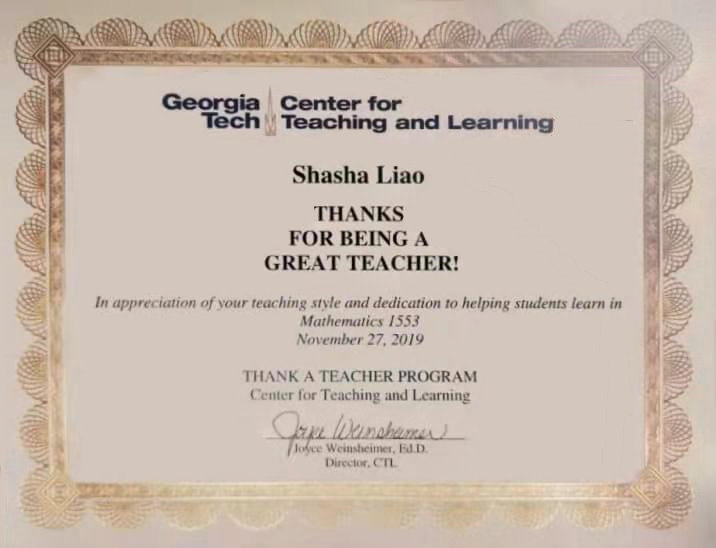 Georgia Tech Center for Teaching and Learning
Shasha Liao
THANKS
FOR BEING A
GREAT TEACHER!
In appreciation of your teaching style and dedication to helping students learn in
Mathematics 1553
November 27, 2019
THANK A TEACHER PROGRAM
Center for Teaching and Learning
Joyce Weinsheimer
Joyce Weinsheimer, Ed.D.
Director, CTL